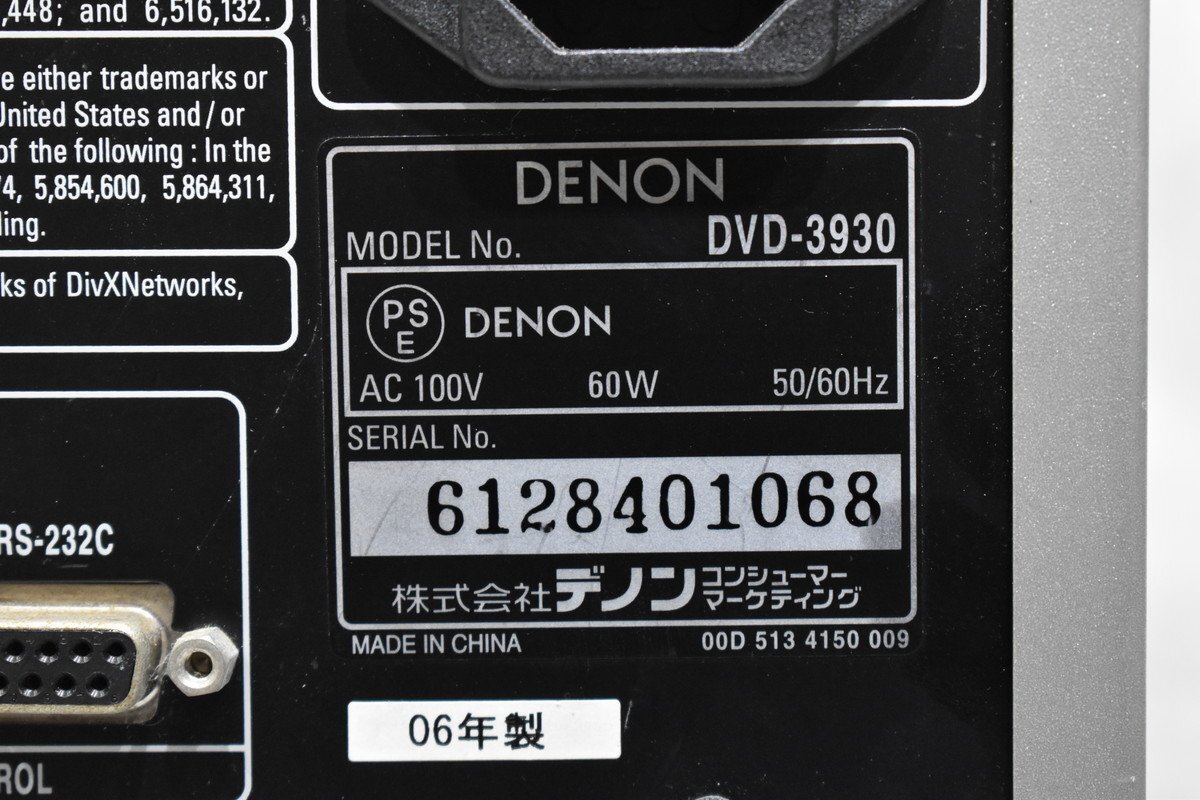 ,448; and 6,516,132.
e either trademarks or
United States and / or
of the following : In the
4, 5,854,600, 5,864,311,
ling.
ks of DivXNetworks,
RS-232C
ROL
DENON
MODEL No. DVD-3930
PSE DENON
AC 100V 60W 50/60Hz
SERIAL No.
6128401068
株式会社デノン コンシューマー
マーケティング
MADE IN CHINA 00D 513 4150 009
06年製